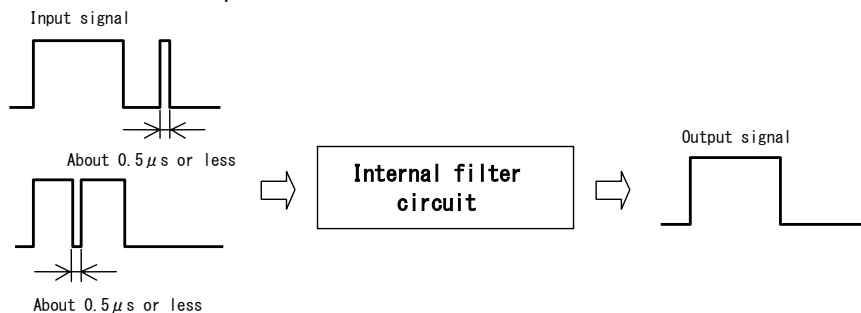 Input signal
About 0.5μs or less
About 0.5μs or less
Internal filter
circuit
Output signal